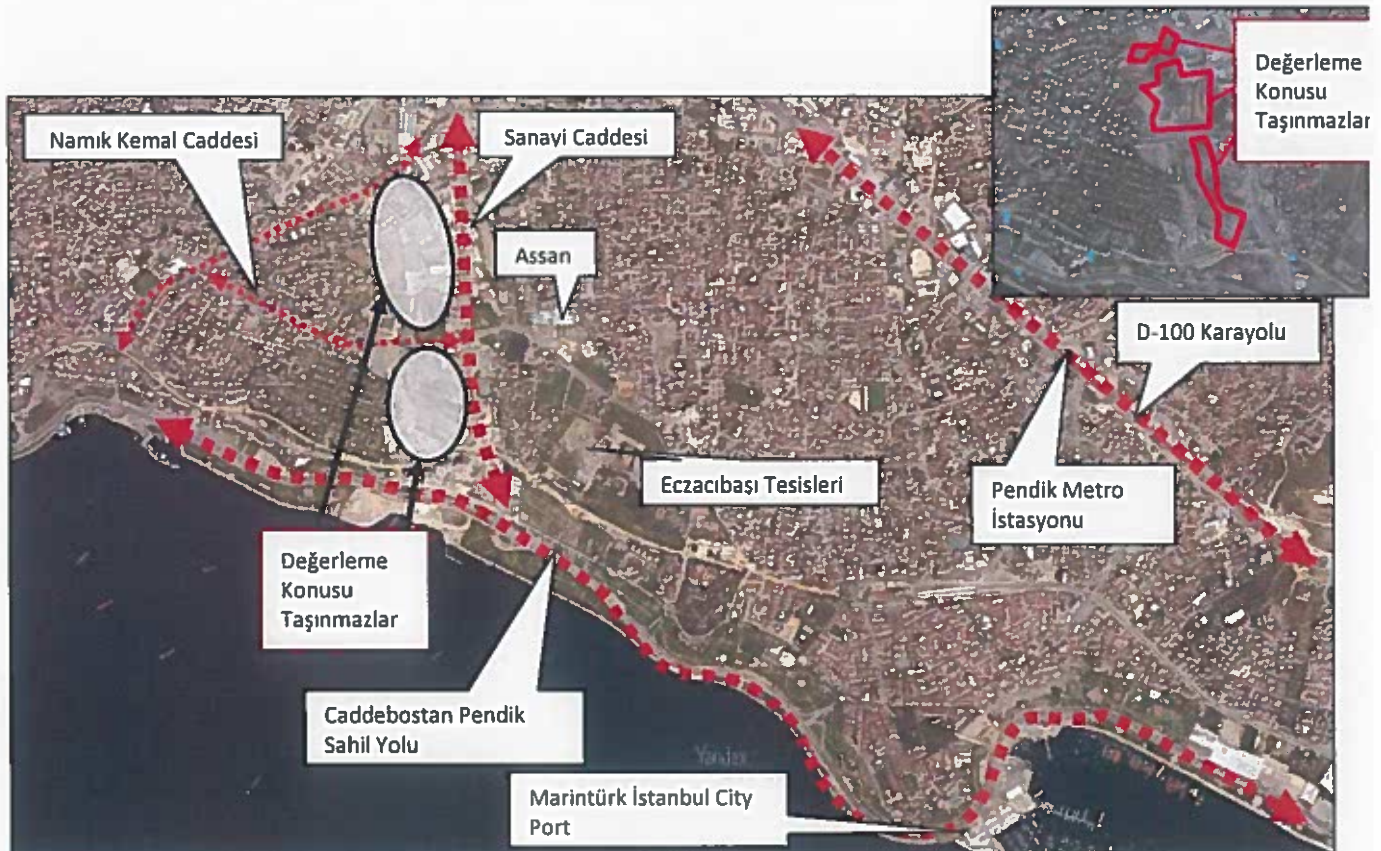 Değerleme
Konusu
Taşınmazlar
Namık Kemal Caddesi
Sanayi Caddesi
Assan
D-100 Karayolu
Eczacıbaşı Tesisleri
Pendik Metro
İstasyonu
Değerleme
Konusu
Taşınmazlar
Caddebostan Pendik
Sahil Yolu
Yandex
Marintürk İstanbul City
Port